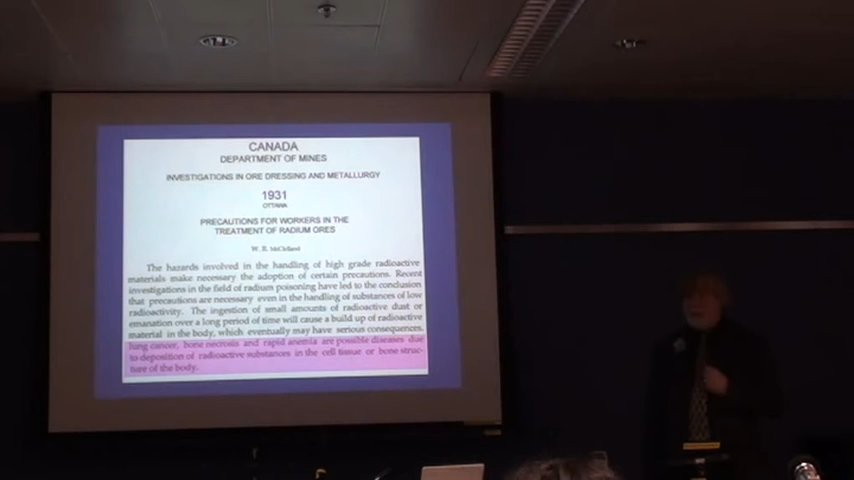 CANADA
DEPARTMENT OF MINES
INVESTIGATIONS IN ORE DRESSING AND METALLURGY
1931
OTTAWA
PRECAUTIONS FOR WORKERS IN THE
TREATMENT OF RADIUM ORES
W. R. McClelland
The hazards involved in the handling of high grade radioactive
materials make necessary the adoption of certain precautions. Recent
investigations in the field of radium poisoning have led to the conclusion
that precautions are necessary even in the handling of substances of low
radioactivity. The ingestion of small amounts of radioactive dust or
emanation over a long period of time will cause a build up of radioactive
material in the body, which eventually may have serious consequences.
lung cancer, bone necrosis and rapid anemia are possible diseases due
to deposition of radioactive substances in the cell tissue or bone struc-
ture of the body.